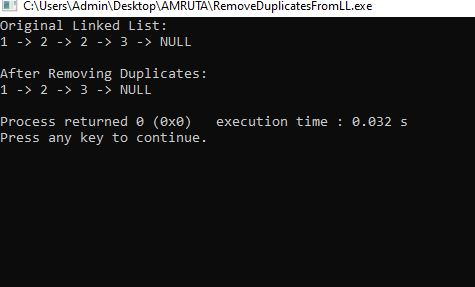 C:\Users\Admin\Desktop\AMRUTA\RemoveDuplicatesFromLL.exe
Original Linked List:
1 -> 2 -> 2 -> 3 -> NULL
After Removing Duplicates:
1 -> 2 -> 3 -> NULL
Process returned 0 (0x0)   execution time : 0.032 s
Press any key to continue.